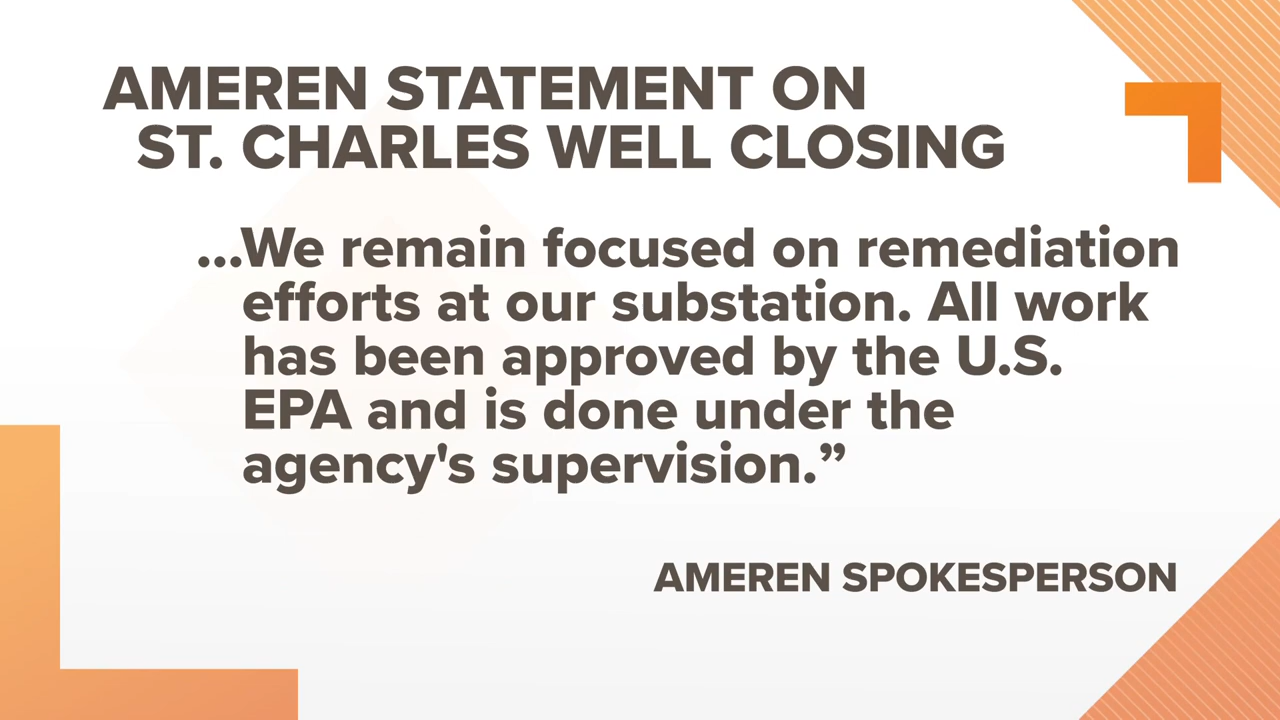 AMEREN STATEMENT ON
ST. CHARLES WELL CLOSING
...We remain focused on remediation
efforts at our substation. All work
has been approved by the U.S.
EPA and is done under the
agency's supervision.”
AMEREN SPOKESPERSON